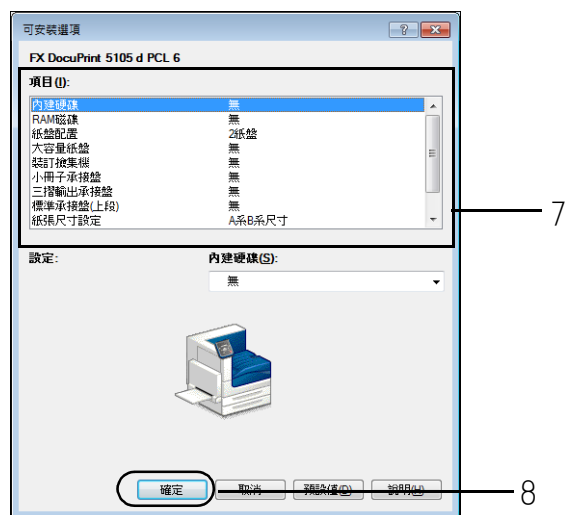 可安裝選項
FX DocuPrint 5105 d PCL 6
項目(I):
內建硬碟 無
RAM磁碟 無
紙盤配置 2紙盤
大容量紙盤 無
裝訂撿集機 無
小冊子承接盤 無
三摺輸出承接盤 無
標準承接盤(上段) 無
紙張尺寸設定 A系B系尺寸
7
設定: 內建硬碟(S):
無
確定 取消 預設值(D) 說明(H)
8